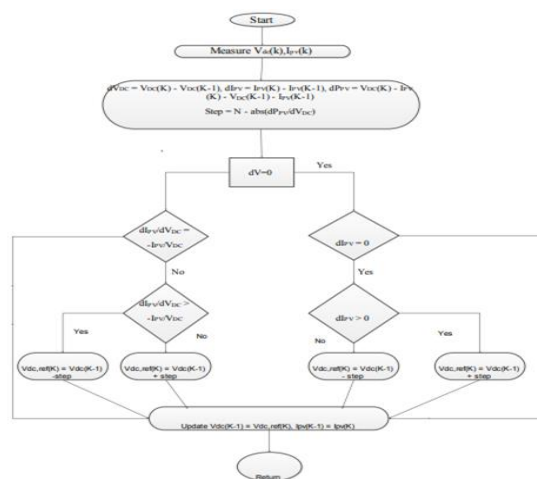 Start
Measure Vdc(k),Ipv(k)
dVDC = VDC(K) - VDC(K-1), dIPV = IPV(K) - IPV(K-1), dPPV = VDC(K) - IPV
(K) - VDC(K-1) - IPV(K-1)
Step = N - abs(dPPV/dVDC)
dV=0
Yes
dIPV/dVDC =
-IPV/VDC
dIPV = 0
No
Yes
dIPV/dVDC >
-IPV/VDC
dIPV > 0
Yes
No
No
Yes
Vdc,ref(K) = Vdc(K-1)
-step
Vdc,ref(K) = Vdc(K-1)
+ step
Vdc,ref(K) = Vdc(K-1)
- step
Vdc,ref(K) = Vdc(K-1)
+ step
Update Vdc(K-1) = Vdc,ref(K), Ipv(K-1) = Ipv(K)
Return